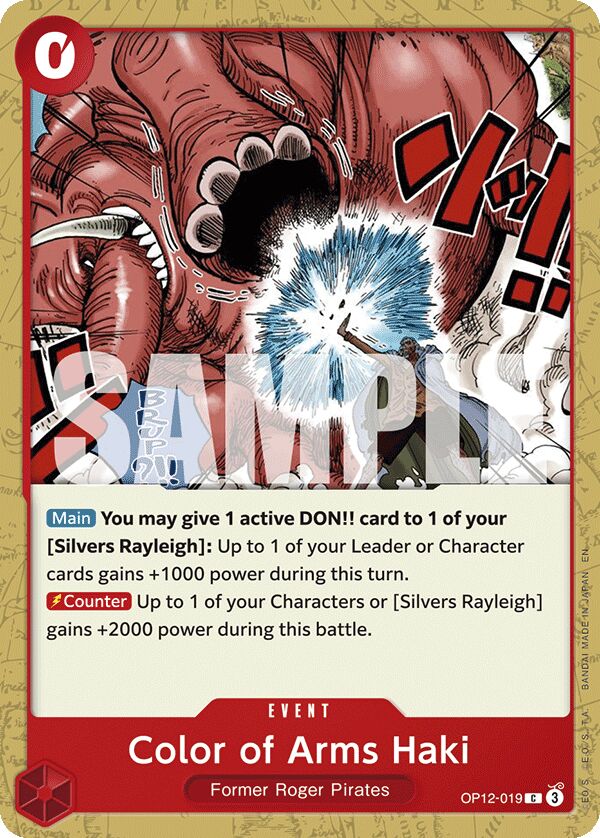 0
BRUP?!!
SAMPLE
Main You may give 1 active DON!! card to 1 of your
[Silvers Rayleigh]: Up to 1 of your Leader or Character
cards gains +1000 power during this turn.
⚡Counter Up to 1 of your Characters or [Silvers Rayleigh]
gains +2000 power during this battle.
EVENT
Color of Arms Haki
Former Roger Pirates
OP12-019 C 3
BANDAI MADE IN JAPAN EN